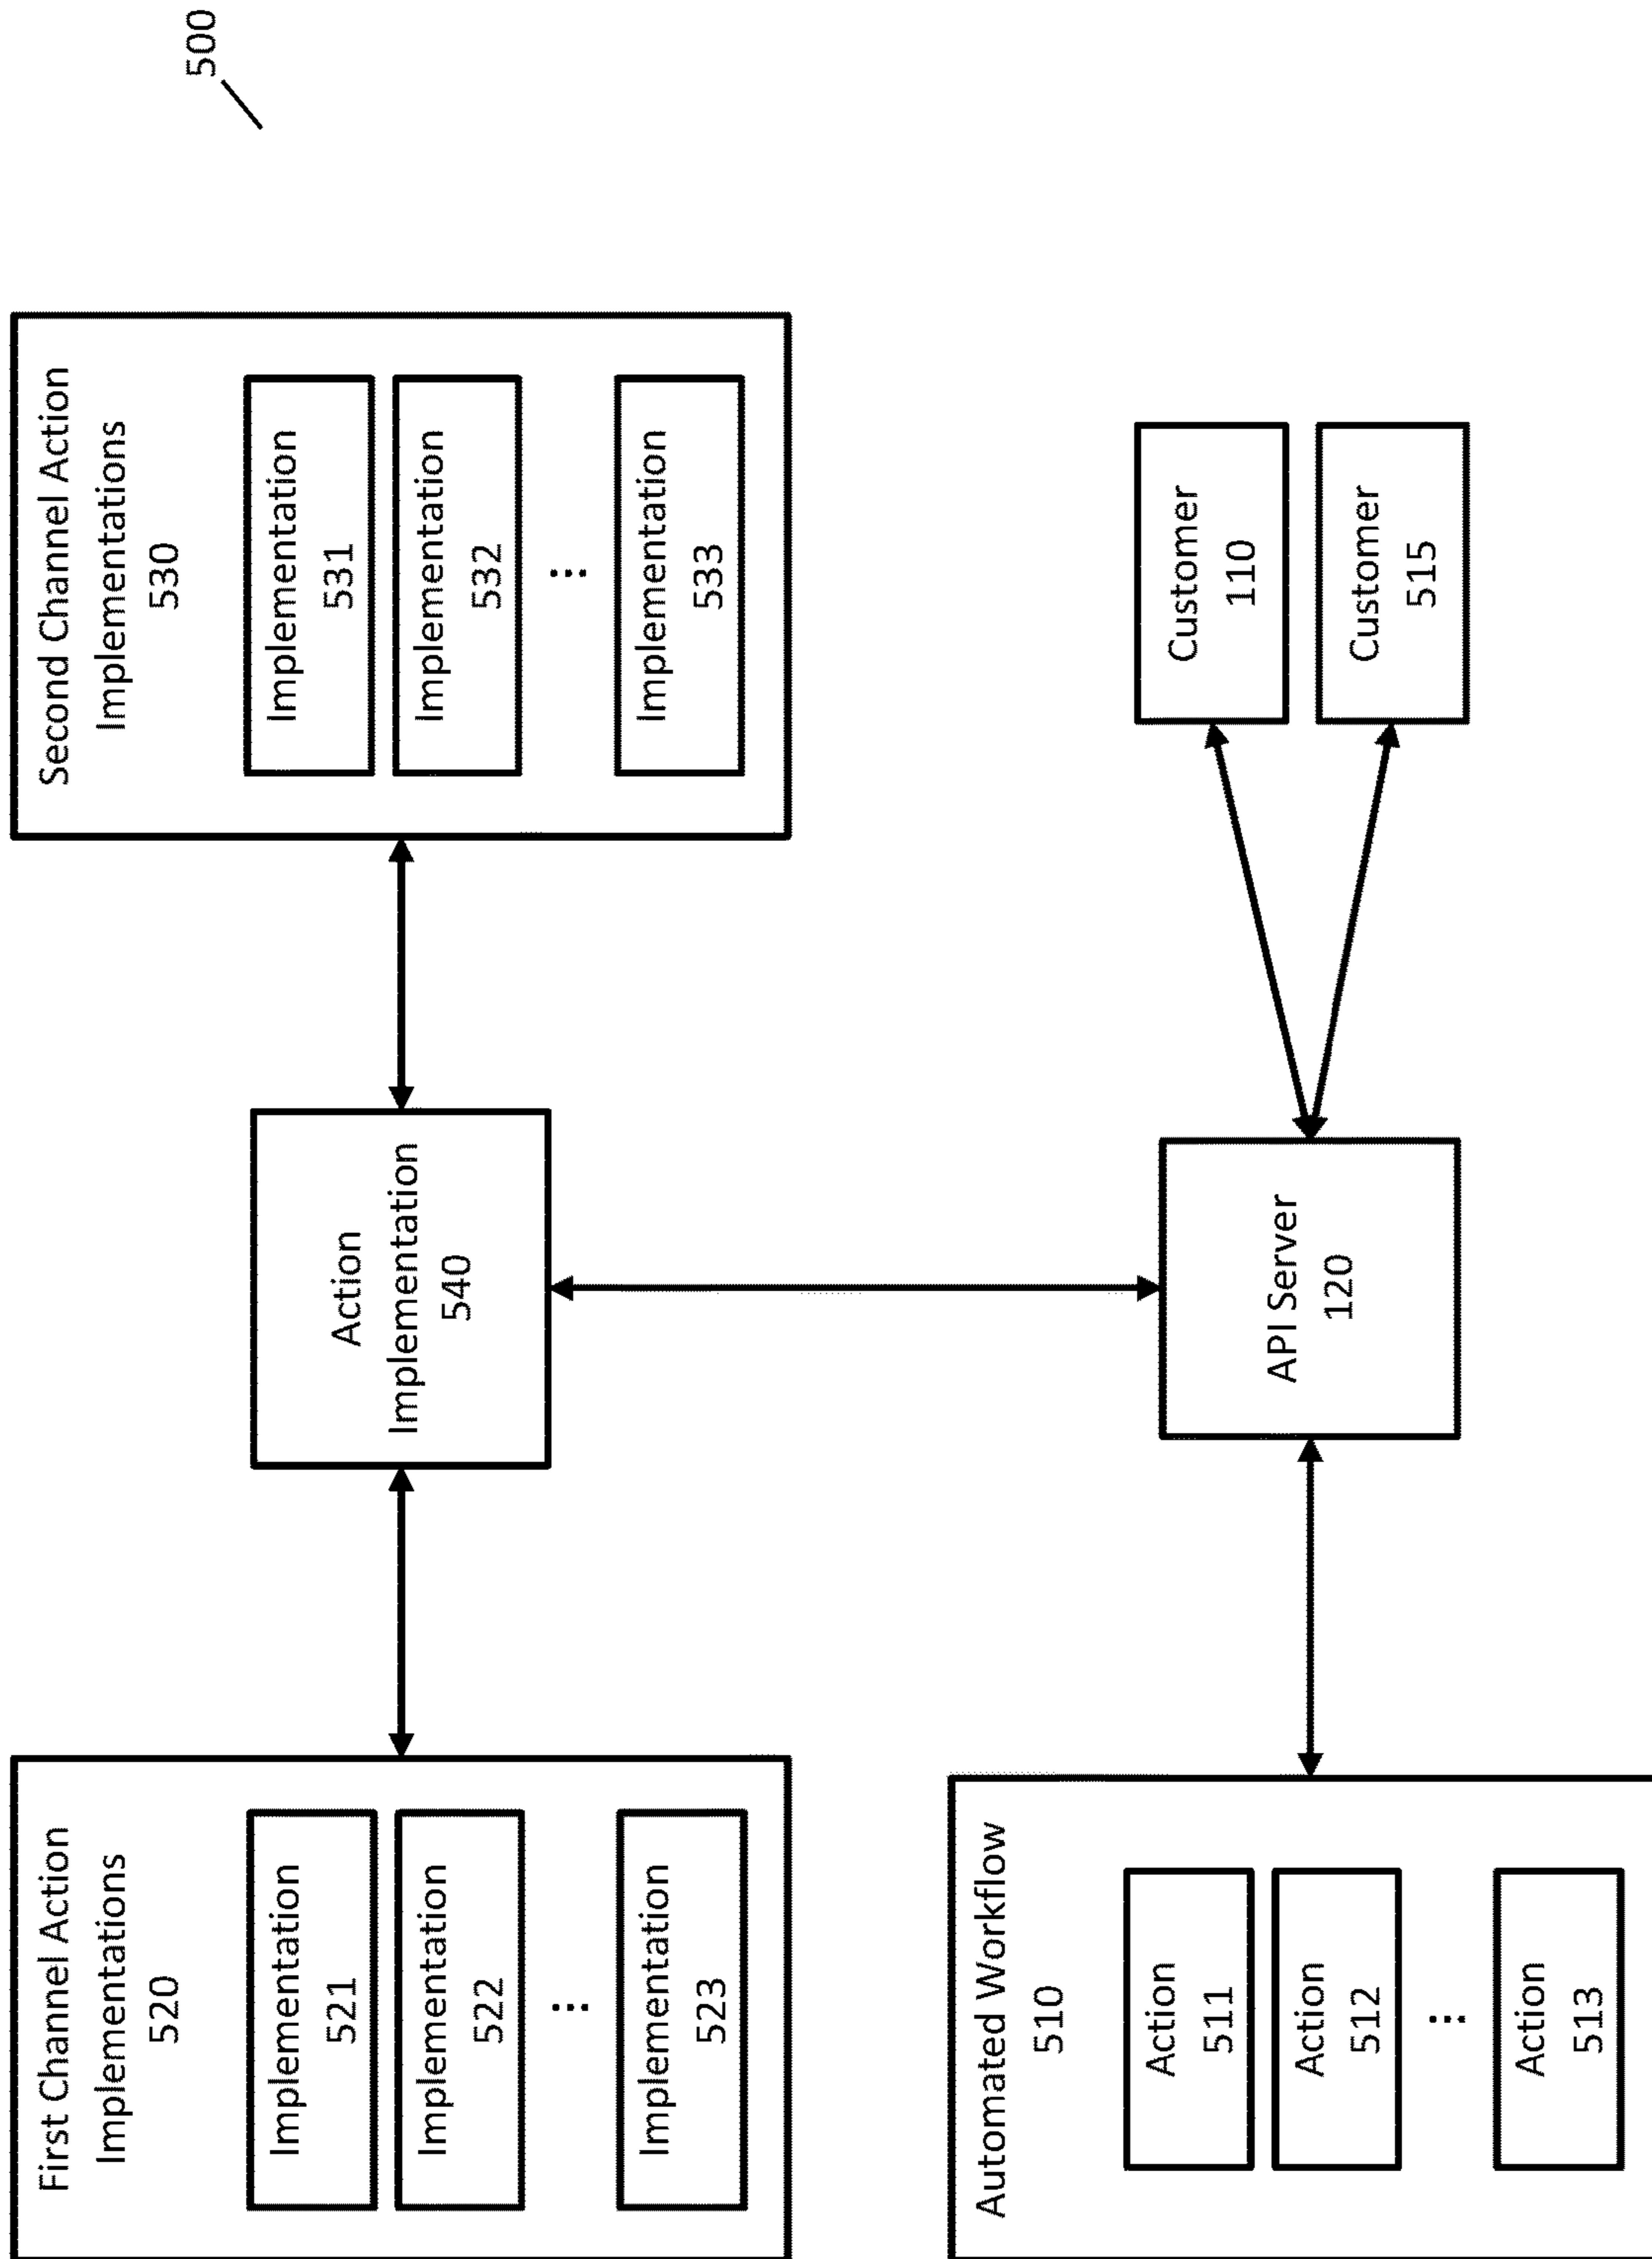 500
First Channel Action
Implementations
520
Implementation
521
Implementation
522
...
Implementation
523
Action
Implementation
540
Second Channel Action
Implementations
530
Implementation
531
Implementation
532
...
Implementation
533
Automated Workflow
510
Action
511
Action
512
...
Action
513
API Server
120
Customer
110
Customer
515